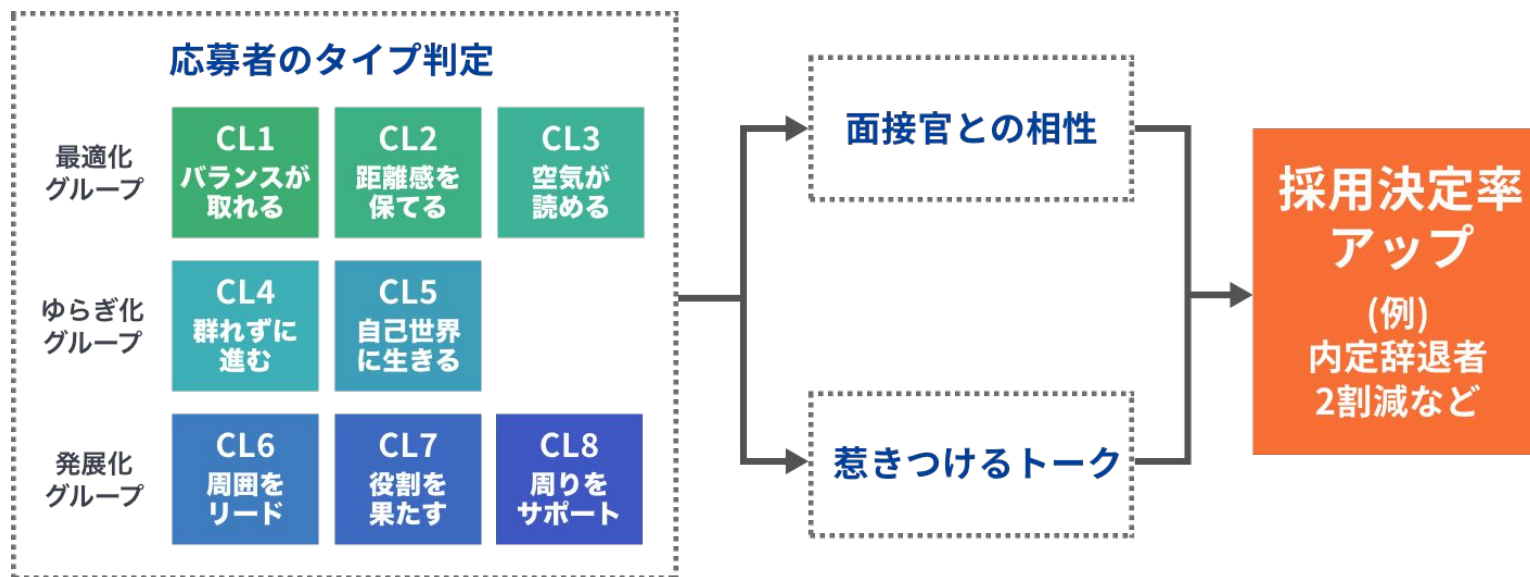 応募者のタイプ判定
最適化
グループ
CL1
バランスが
取れる
CL2
距離感を
保てる
CL3
空気が
読める
ゆらぎ化
グループ
CL4
群れずに
進む
CL5
自己世界
に生きる
発展化
グループ
CL6
周囲を
リード
CL7
役割を
果たす
CL8
周りを
サポート
面接官との相性
惹きつけるトーク
採用決定率
アップ
(例)
内定辞退者
2割減など